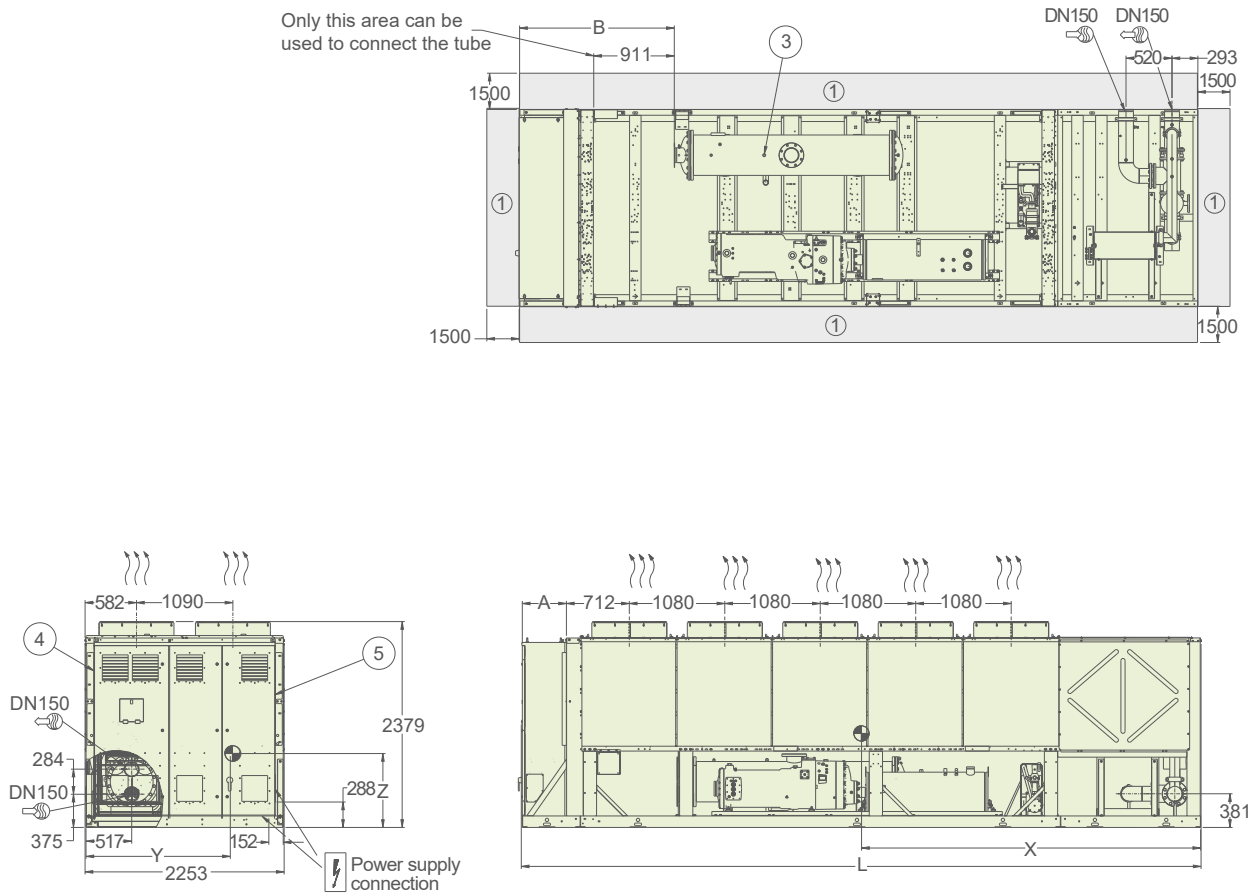 Only this area can be
used to connect the tube
B
911
3
DN150
DN150
520
293
1500
1500
1
1
1
1
1500
1500
582
1090
4
5
DN150
284
DN150
375
517
152
Y
2253
2379
288
Z
Power supply
connection
A
712
1080
1080
1080
1080
381
X
L